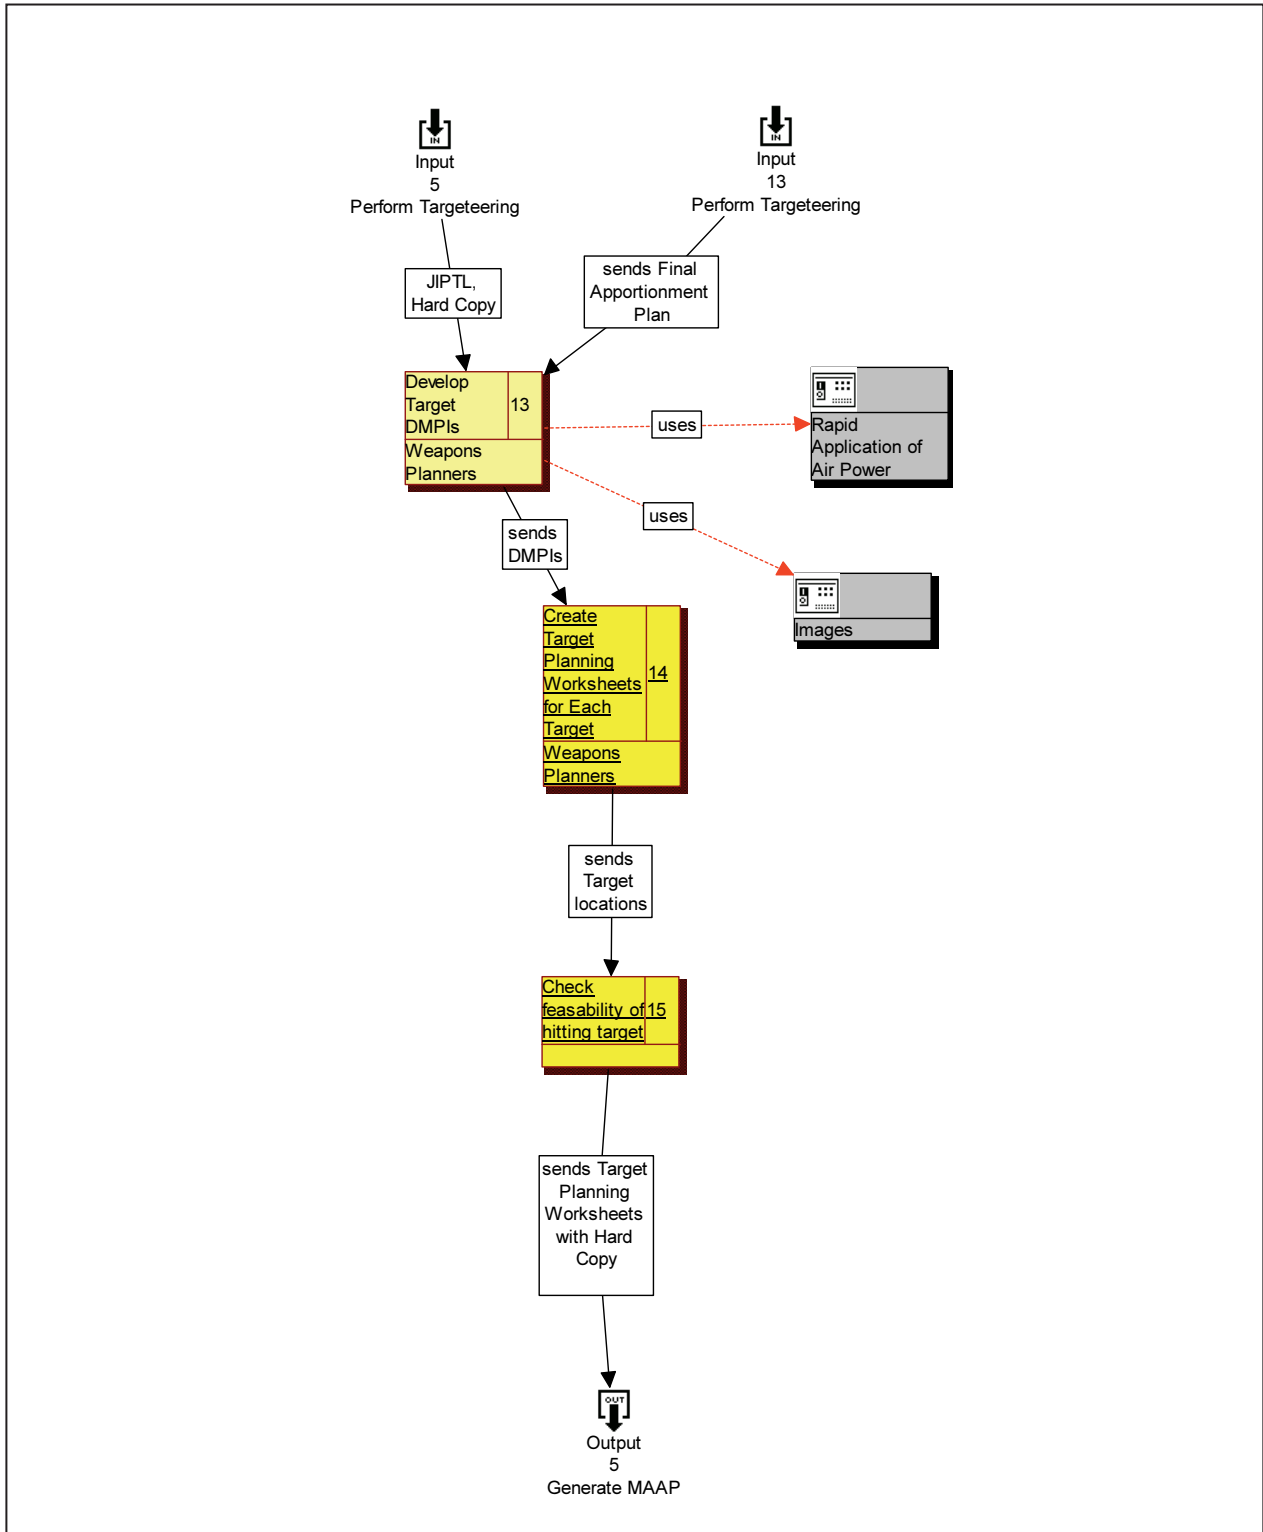 IN
Input
5
Perform Targeteering
IN
Input
13
Perform Targeteering
JIPTL,
Hard Copy
sends Final
Apportionment
Plan
Develop
Target
DMPIs
13
Weapons
Planners
uses
Rapid
Application of
Air Power
uses
Images
sends
DMPIs
Create
Target
Planning
Worksheets
for Each
Target
14
Weapons
Planners
sends
Target
locations
Check
feasability of
hitting target
15
sends Target
Planning
Worksheets
with Hard
Copy
OUT
Output
5
Generate MAAP